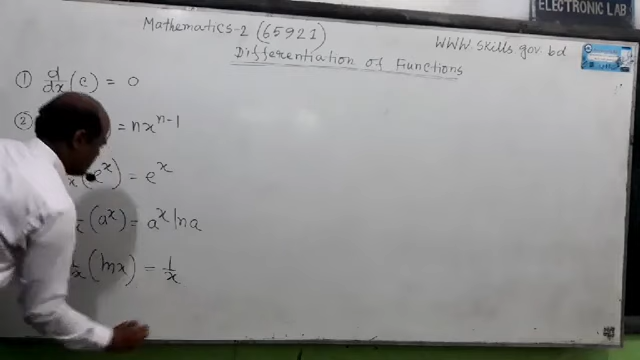 ELECTRONIC LAB
Mathematics-2 (65921)
WWW.skills.gov.bd
Differentiation of Functions
① d/dx (c) = 0
② = nx^{n-1}
x (e^x) = e^x
x (a^x) = a^x lna
x (lnx) = 1/x